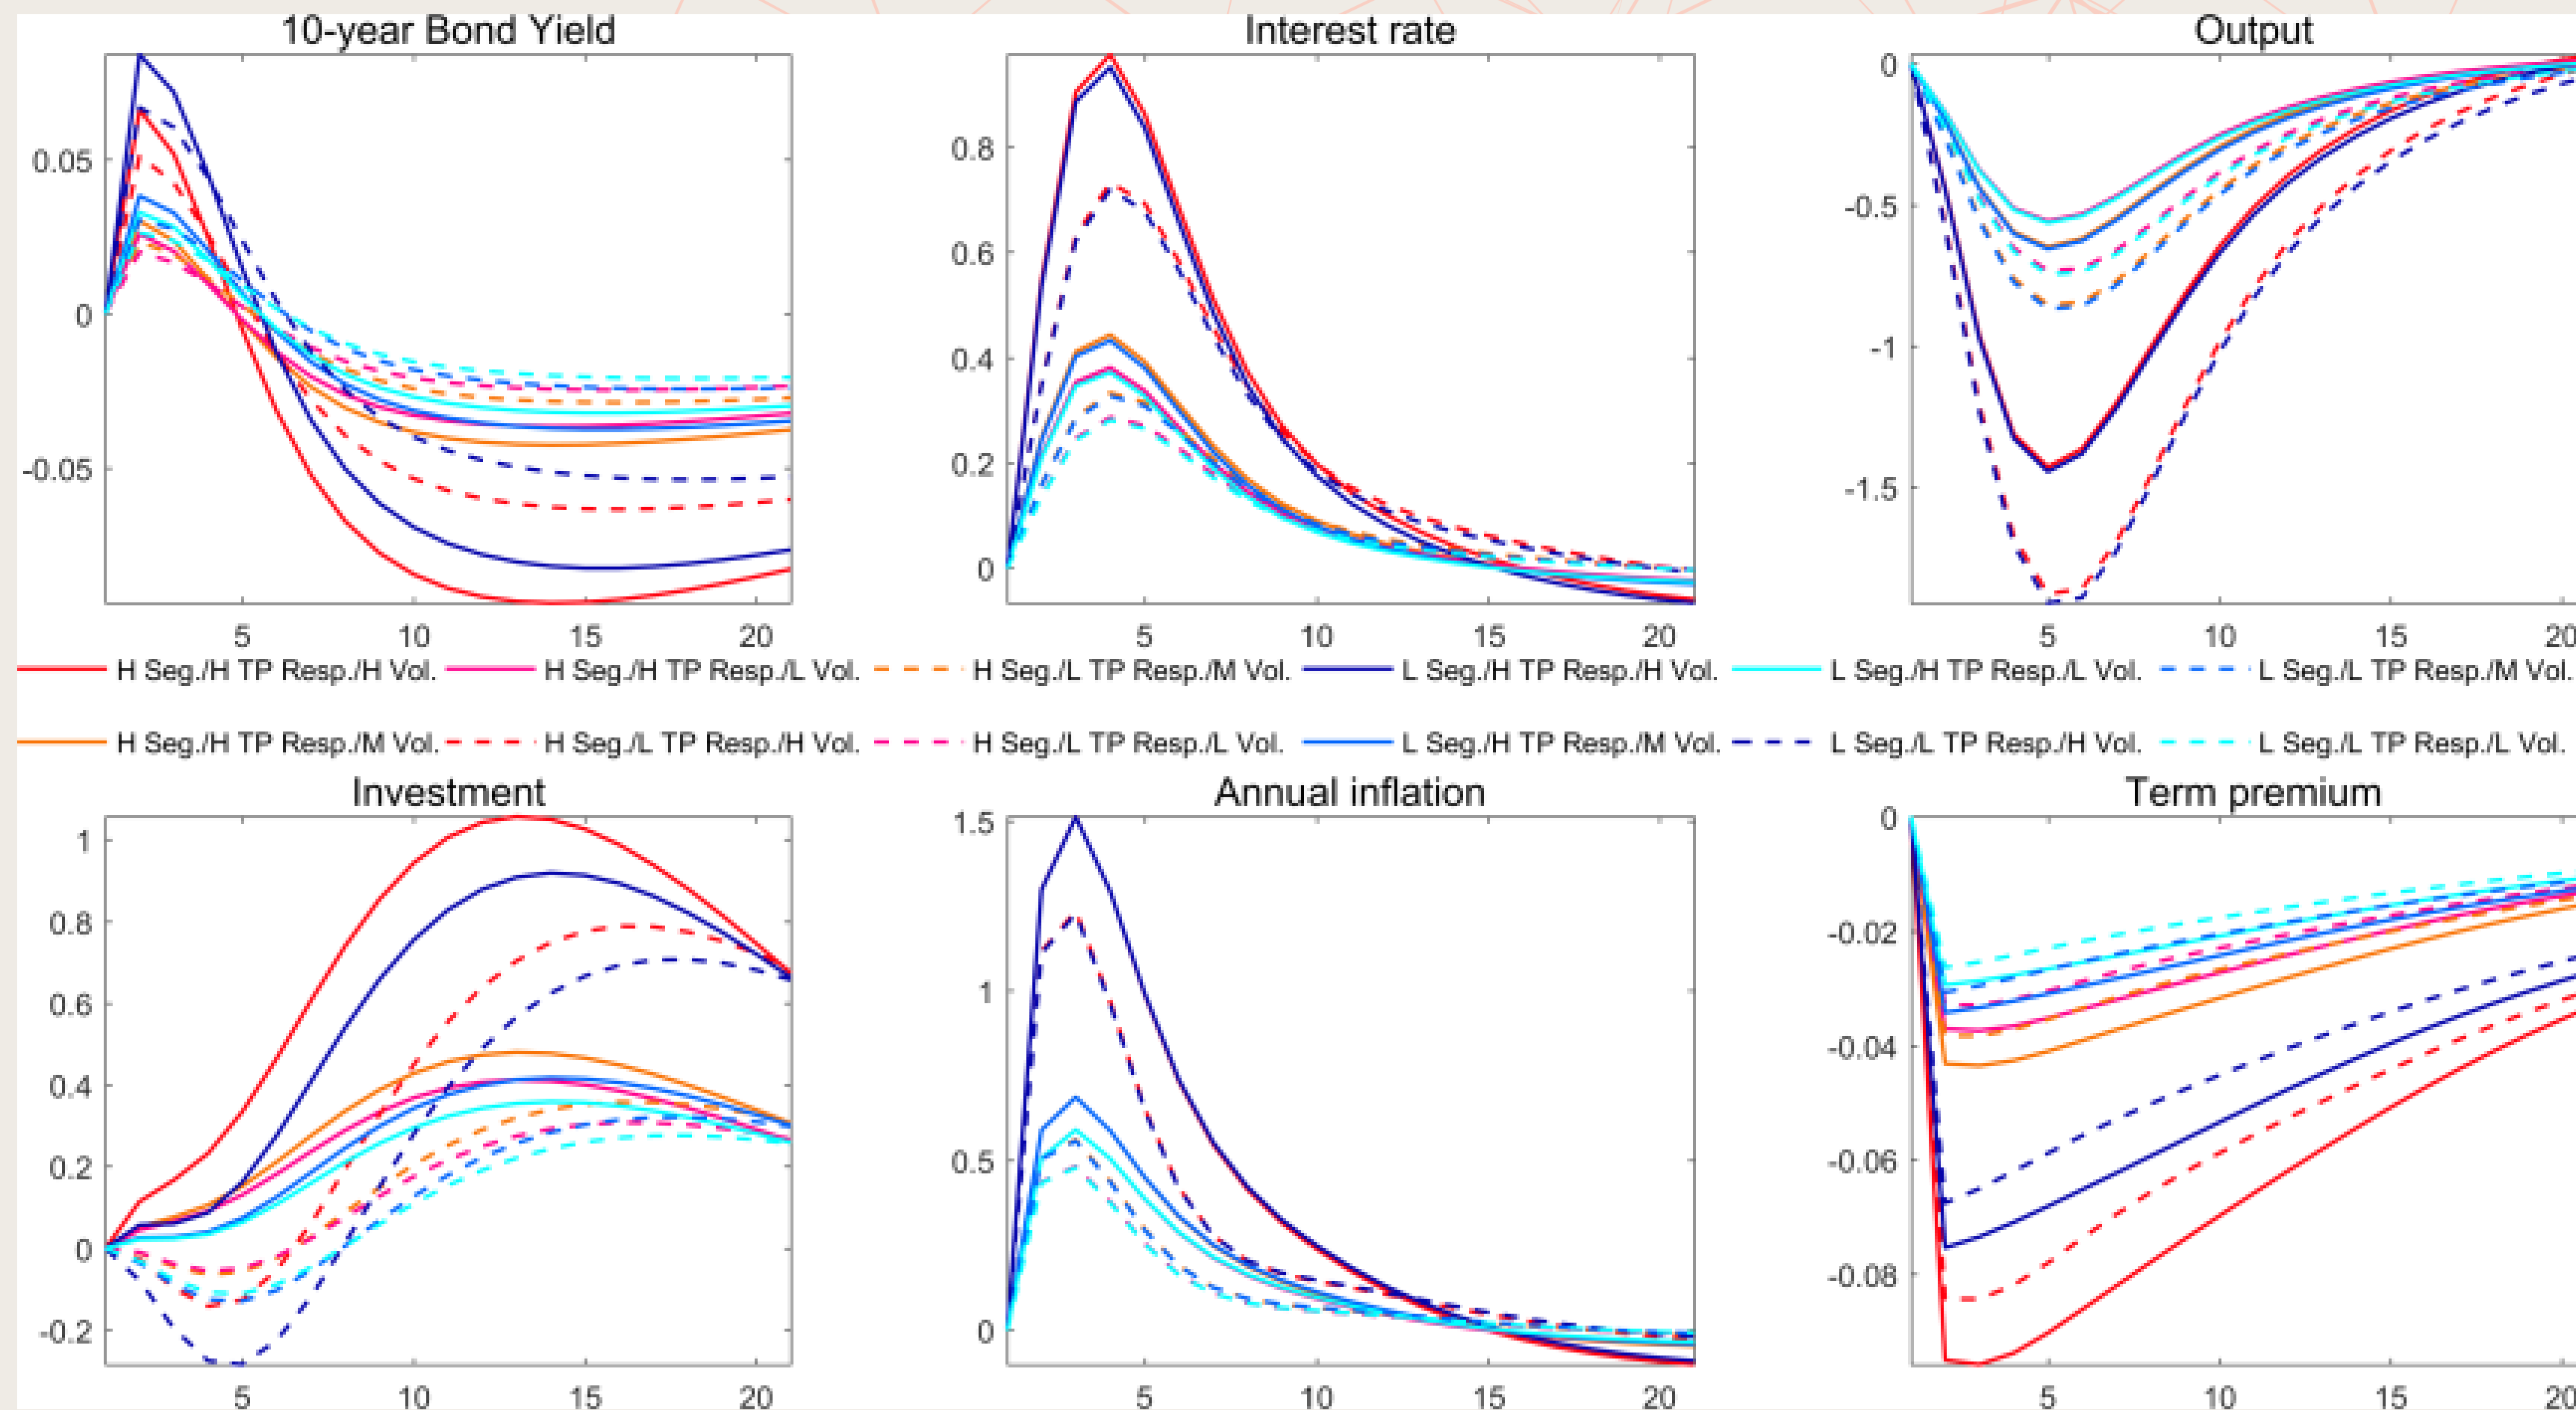 10-year Bond Yield Interest rate Output
0.05
0
-0.05
5 10 15 20
0.8
0.6
0.4
0.2
0
5 10 15 20
0
-0.5
-1
-1.5
5 10 15 20
H Seg./H TP Resp./H Vol. H Seg./H TP Resp./L Vol. H Seg./L TP Resp./M Vol. L Seg./H TP Resp./H Vol. L Seg./H TP Resp./L Vol. L Seg./L TP Resp./M Vol.
H Seg./H TP Resp./M Vol. H Seg./L TP Resp./H Vol. H Seg./L TP Resp./L Vol. L Seg./H TP Resp./M Vol. L Seg./L TP Resp./H Vol. L Seg./L TP Resp./L Vol.
Investment Annual inflation Term premium
1
0.8
0.6
0.4
0.2
0
-0.2
5 10 15 20
1.5
1
0.5
0
5 10 15 20
0
-0.02
-0.04
-0.06
-0.08
5 10 15 20